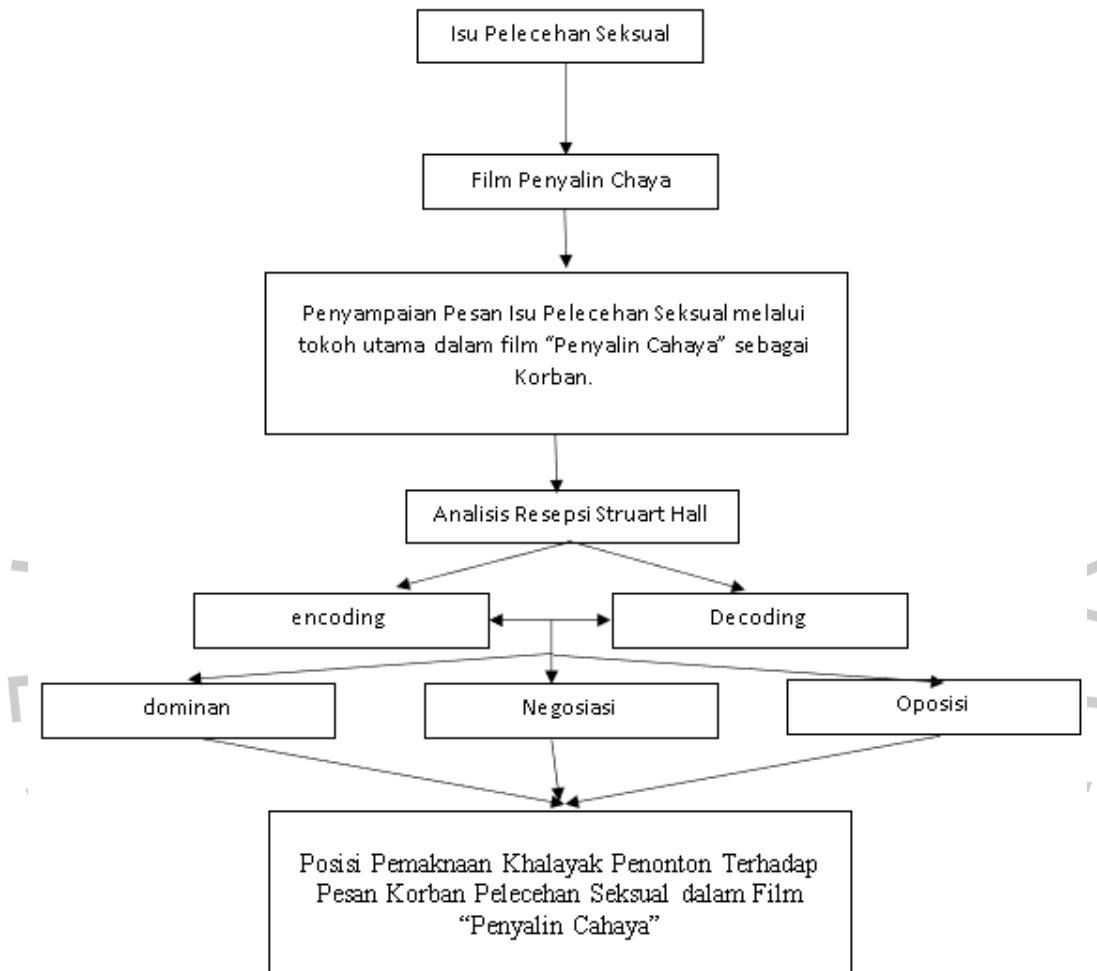 Isu Pelecehan Seksual
Film Penyalin Chaya
Penyampaian Pesan Isu Pelecehan Seksual melalui
tokoh utama dalam film “Penyalin Cahaya” sebagai
Korban.
Analisis Resepsi Struart Hall
encoding
Decoding
dominan
Negosiasi
Oposisi
Posisi Pemaknaan Khalayak Penonton Terhadap
Pesan Korban Pelecehan Seksual dalam Film
“Penyalin Cahaya”